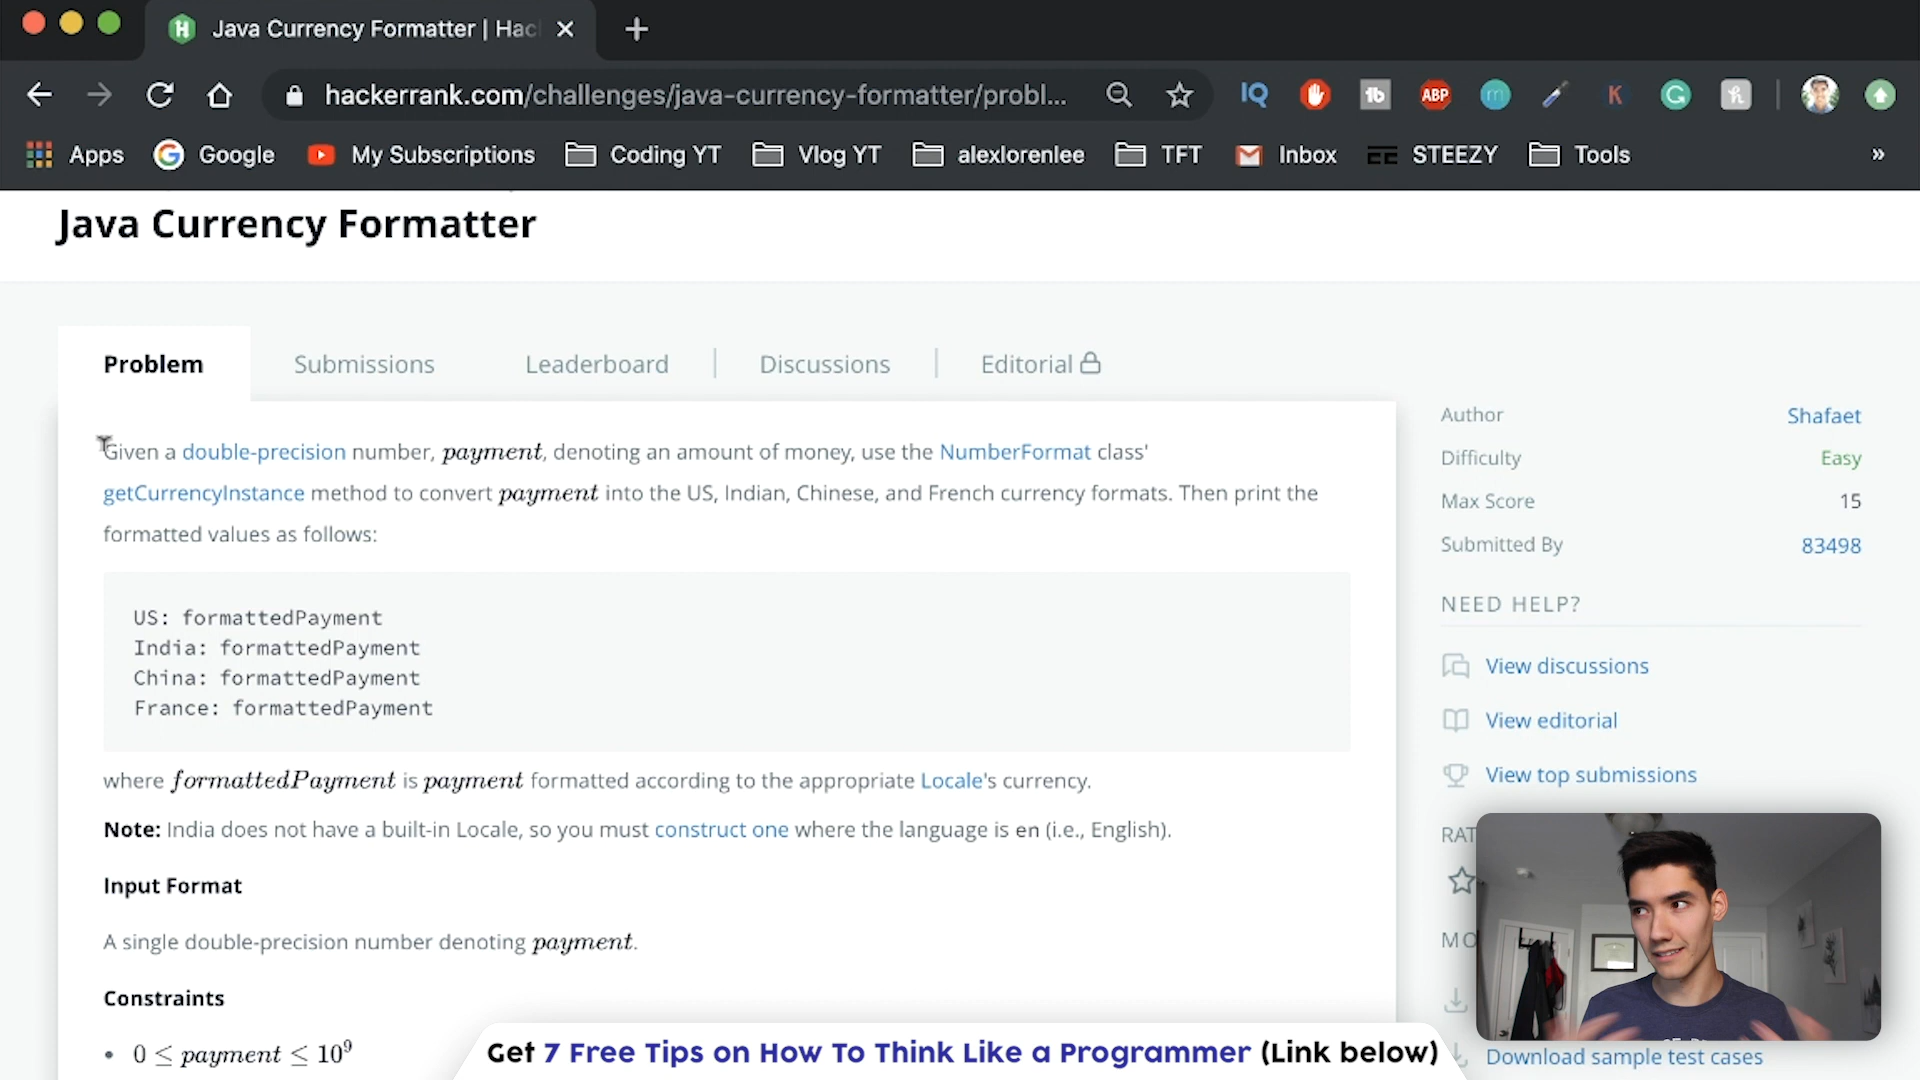 Java Currency Formatter | Hac
hackerrank.com/challenges/java-currency-formatter/probl...
IQ
tb
ABP
m
K
Apps
Google
My Subscriptions
Coding YT
Vlog YT
alexlorenlee
TFT
Inbox
STEEZY
Tools
»
Java Currency Formatter
Problem
Submissions
Leaderboard
Discussions
Editorial
Given a double-precision number, payment, denoting an amount of money, use the NumberFormat class'
getCurrencyInstance method to convert payment into the US, Indian, Chinese, and French currency formats. Then print the
formatted values as follows:
US: formattedPayment
India: formattedPayment
China: formattedPayment
France: formattedPayment
where formattedPayment is payment formatted according to the appropriate Locale's currency.
Note: India does not have a built-in Locale, so you must construct one where the language is en (i.e., English).
Input Format
A single double-precision number denoting payment.
Constraints
• 0 ≤ payment ≤ 10⁹
Author Shafaet
Difficulty Easy
Max Score 15
Submitted By 83498
NEED HELP?
View discussions
View editorial
View top submissions
RAT
MO
Download sample test cases
Get 7 Free Tips on How To Think Like a Programmer (Link below)